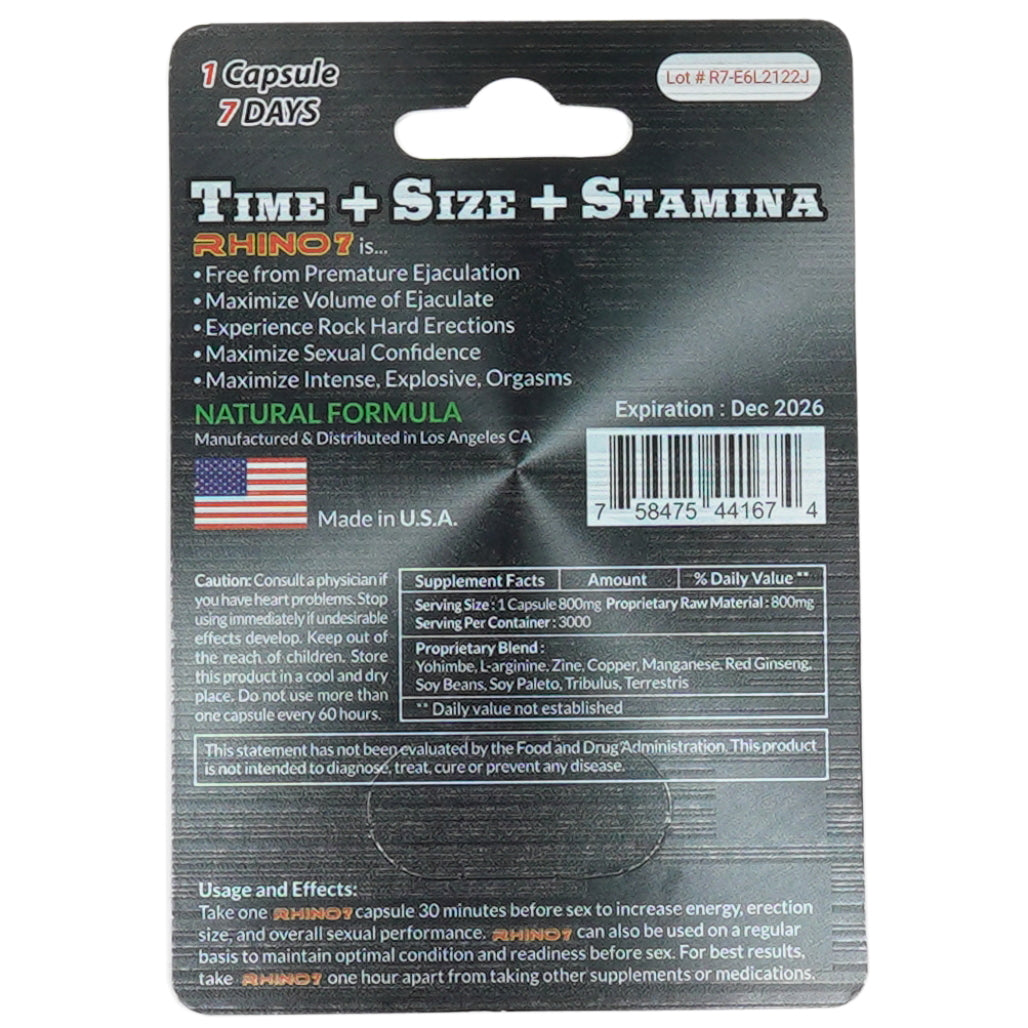 1 Capsule
7 DAYS
Lot # R7-E6L2122J
TIME + SIZE + STAMINA
RHINO 7 is...
• Free from Premature Ejaculation
• Maximize Volume of Ejaculate
• Experience Rock Hard Erections
• Maximize Sexual Confidence
• Maximize Intense, Explosive, Orgasms
NATURAL FORMULA
Manufactured & Distributed in Los Angeles CA
Made in U.S.A.
Expiration : Dec 2026
7 58475 44167 4
Caution: Consult a physician if
you have heart problems. Stop
using immediately if undesirable
effects develop. Keep out of
the reach of children. Store
this product in a cool and dry
place. Do not use more than
one capsule every 60 hours.
Supplement Facts Amount % Daily Value **
Serving Size : 1 Capsule 800mg Proprietary Raw Material : 800mg
Serving Per Container : 3000
Proprietary Blend :
Yohimbe, L-arginine, Zine, Copper, Manganese, Red Ginseng,
Soy Beans, Soy Paleto, Tribulus, Terrestris
** Daily value not established
This statement has not been evaluated by the Food and Drug Administration. This product
is not intended to diagnose, treat, cure or prevent any disease.
Usage and Effects:
Take one RHINO 7 capsule 30 minutes before sex to increase energy, erection
size, and overall sexual performance. RHINO 7 can also be used on a regular
basis to maintain optimal condition and readiness before sex. For best results,
take RHINO 7 one hour apart from taking other supplements or medications.